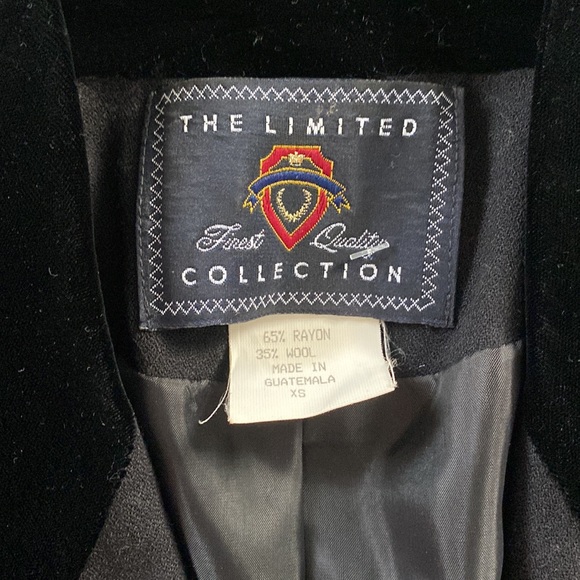 THE LIMITED
Finest Quality
COLLECTION
65% RAYON
35% WOOL
MADE IN
GUATEMALA
XS